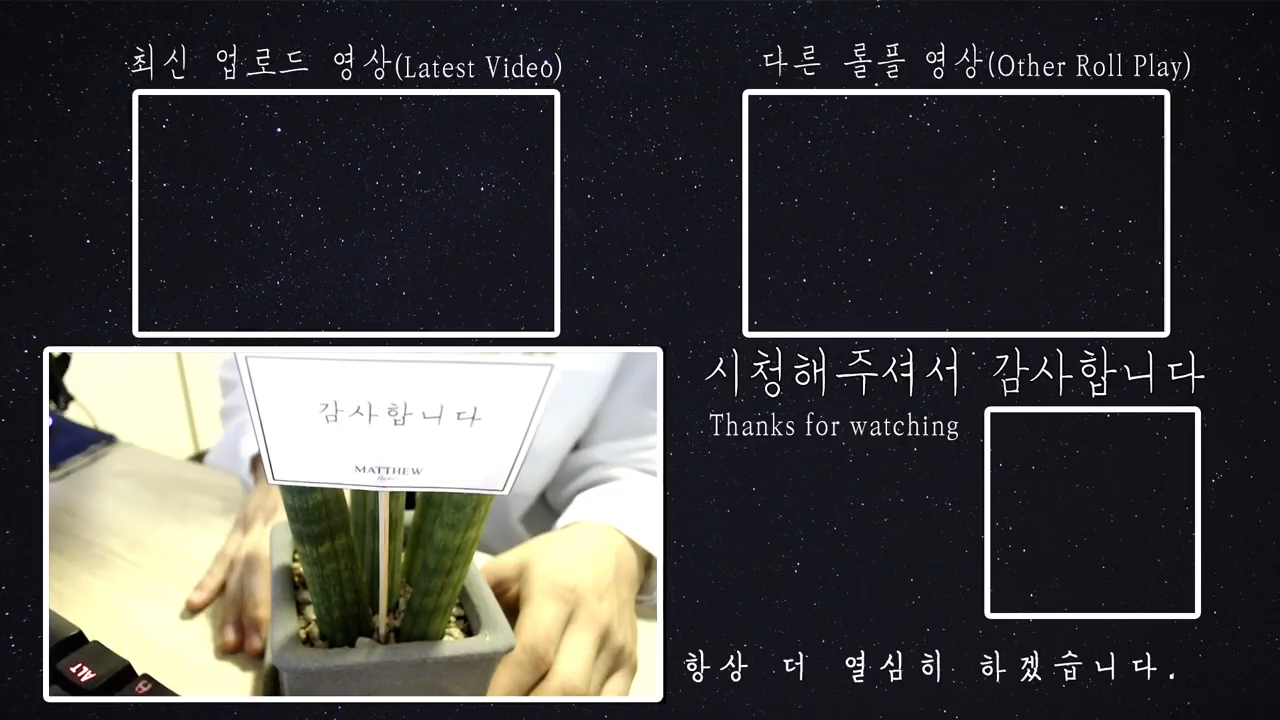 최신 업로드 영상(Latest Video)
다른 롤플 영상(Other Roll Play)
시청해주셔서 감사합니다
Thanks for watching
감사합니다
MATTHEW
ALT
항상 더 열심히 하겠습니다.